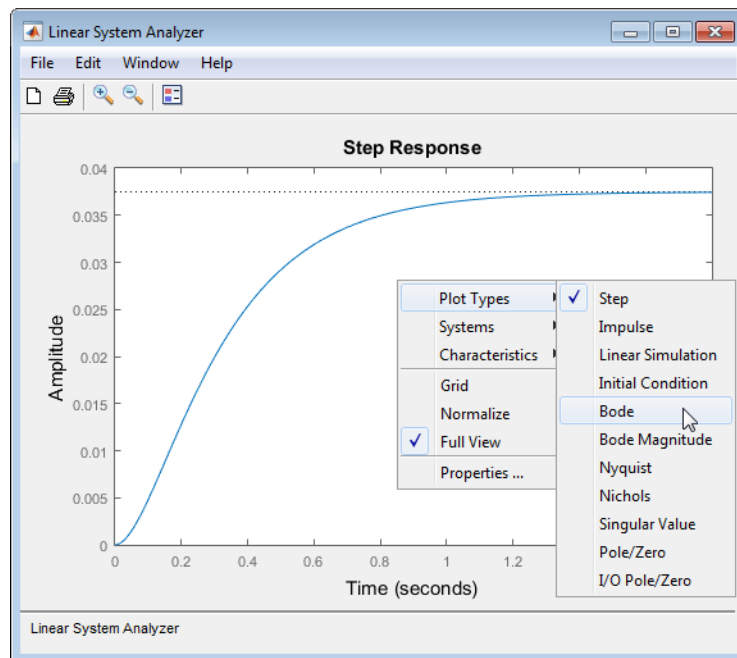 Linear System Analyzer
File Edit Window Help
Step Response
0.04
0.035
0.03
0.025
0.02
0.015
0.01
0.005
0
Amplitude
0 0.2 0.4 0.6 0.8 1 1.2
Time (seconds)
Plot Types
Systems
Characteristics
Grid
Normalize
Full View
Properties ...
Step
Impulse
Linear Simulation
Initial Condition
Bode
Bode Magnitude
Nyquist
Nichols
Singular Value
Pole/Zero
I/O Pole/Zero
Linear System Analyzer